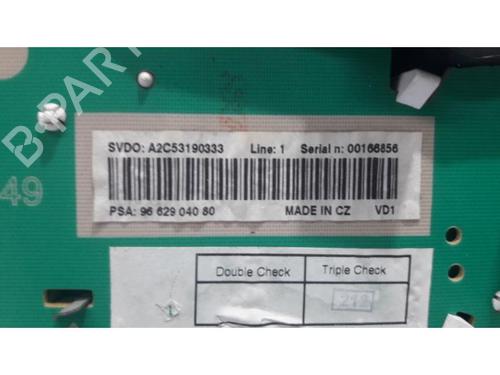 B-PARTS
SVDO: A2C53190333 Line: 1 Serial n: 00166856
49
PSA: 96 629 040 80 MADE IN CZ VD1
Double Check Triple Check